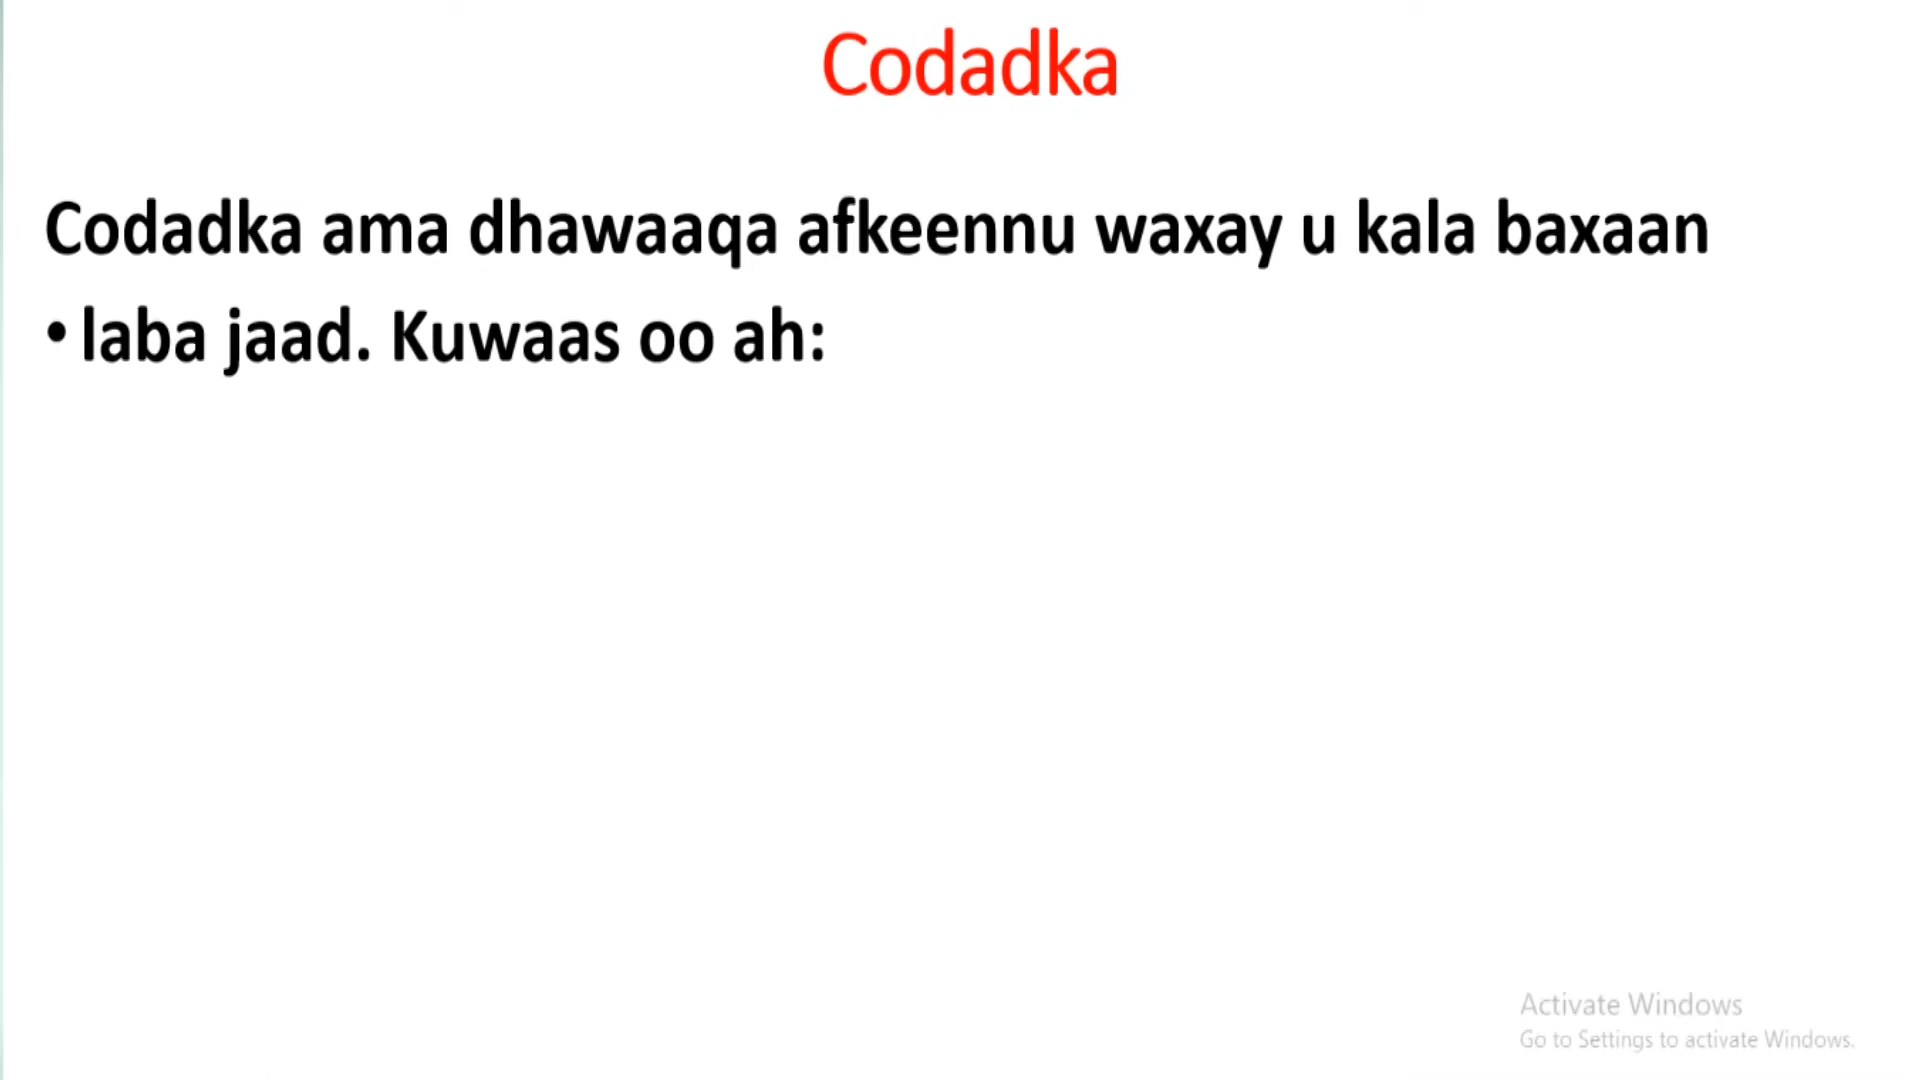 Codadka
Codadka ama dhawaaqa afkeennu waxay u kala baxaan
• laba jaad. Kuwaas oo ah:
Activate Windows
Go to Settings to activate Windows.